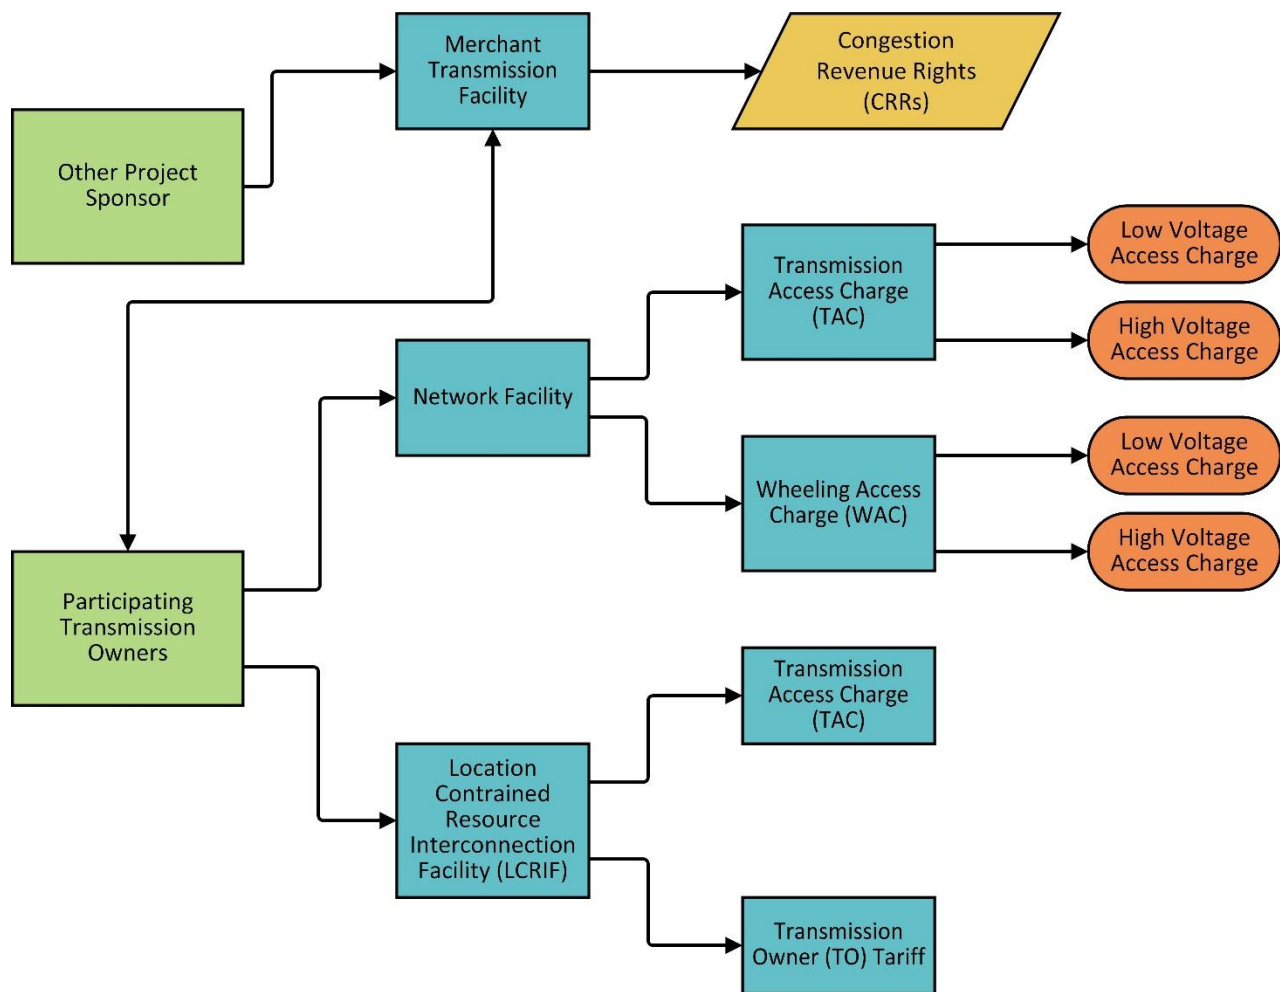 Merchant
Transmission
Facility
Congestion
Revenue Rights
(CRRs)
Other Project
Sponsor
Transmission
Access Charge
(TAC)
Low Voltage
Access Charge
High Voltage
Access Charge
Network Facility
Wheeling Access
Charge (WAC)
Low Voltage
Access Charge
High Voltage
Access Charge
Participating
Transmission
Owners
Transmission
Access Charge
(TAC)
Location
Contrained
Resource
Interconnection
Facility (LCRIF)
Transmission
Owner (TO) Tariff